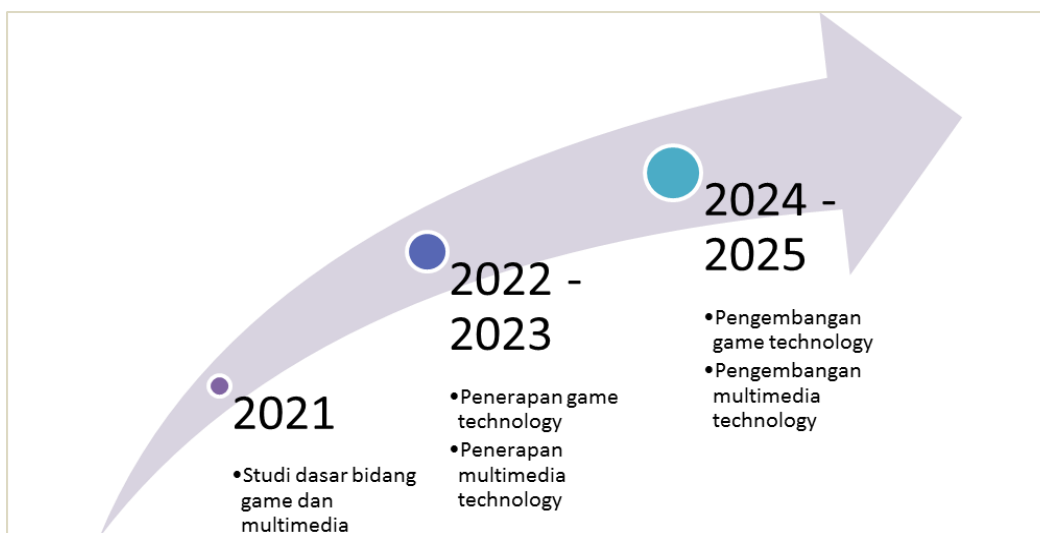 2021
•Studi dasar bidang
game dan
multimedia
2022 -
2023
•Penerapan game
technology
•Penerapan
multimedia
technology
2024 -
2025
•Pengembangan
game technology
•Pengembangan
multimedia
technology